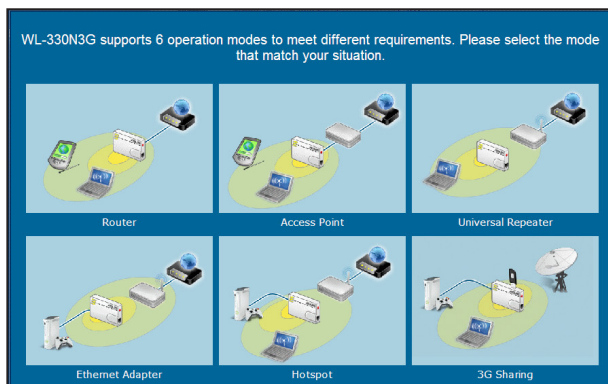 WL-330N3G supports 6 operation modes to meet different requirements. Please select the mode
that match your situation.
Router
Access Point
Universal Repeater
Ethernet Adapter
Hotspot
3G Sharing